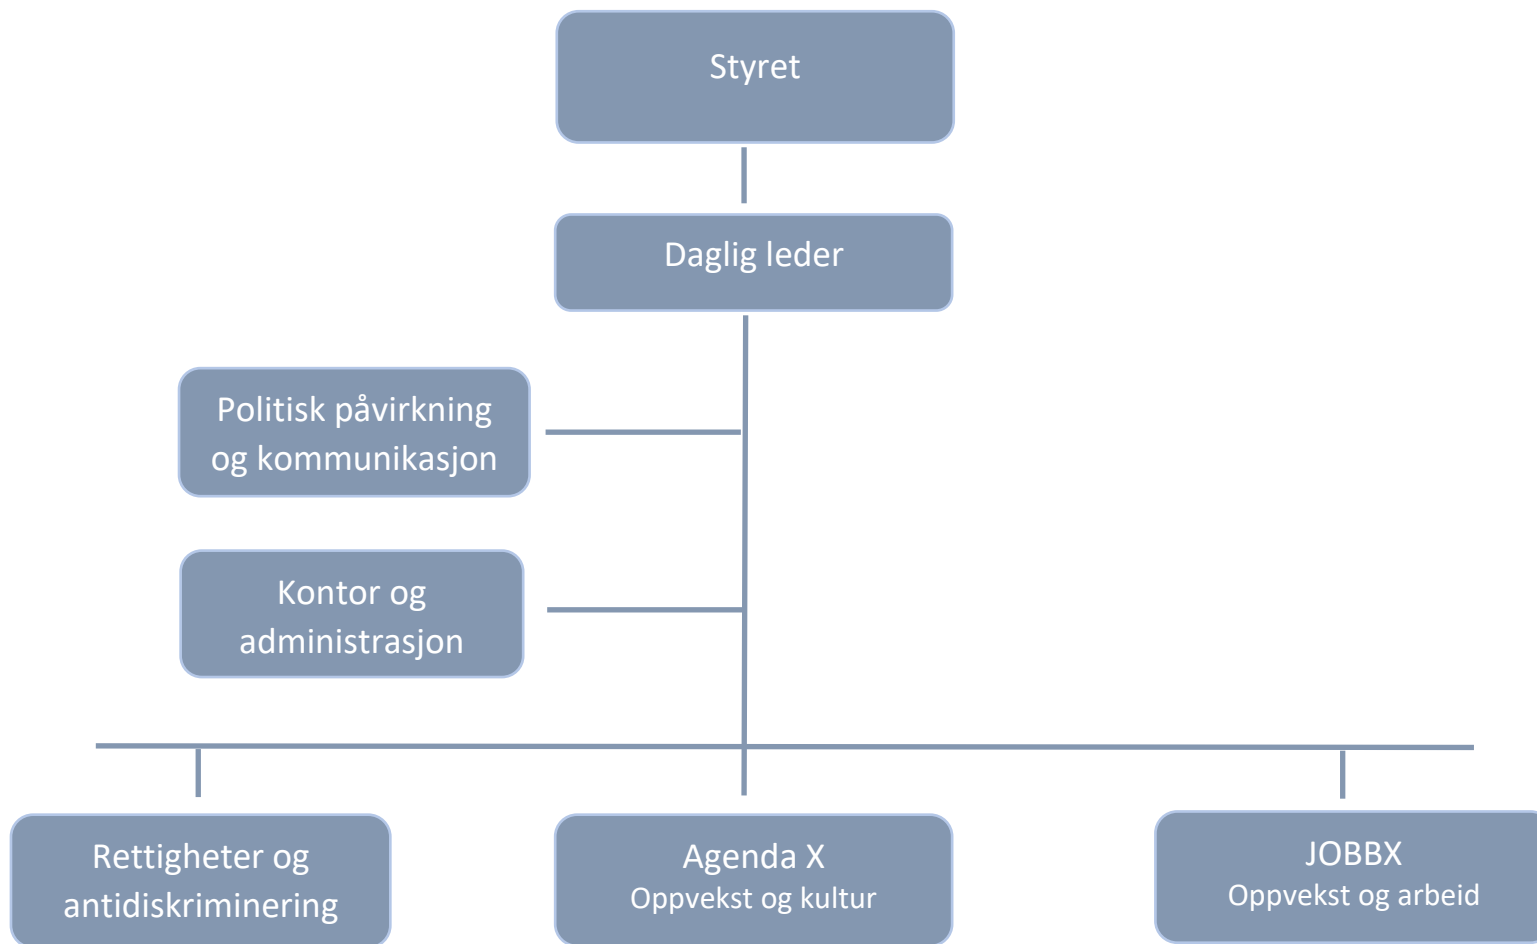 Styret
Daglig leder
Politisk påvirkning
og kommunikasjon
Kontor og
administrasjon
Rettigheter og
antidiskriminering
Agenda X
Oppvekst og kultur
JOBBX
Oppvekst og arbeid